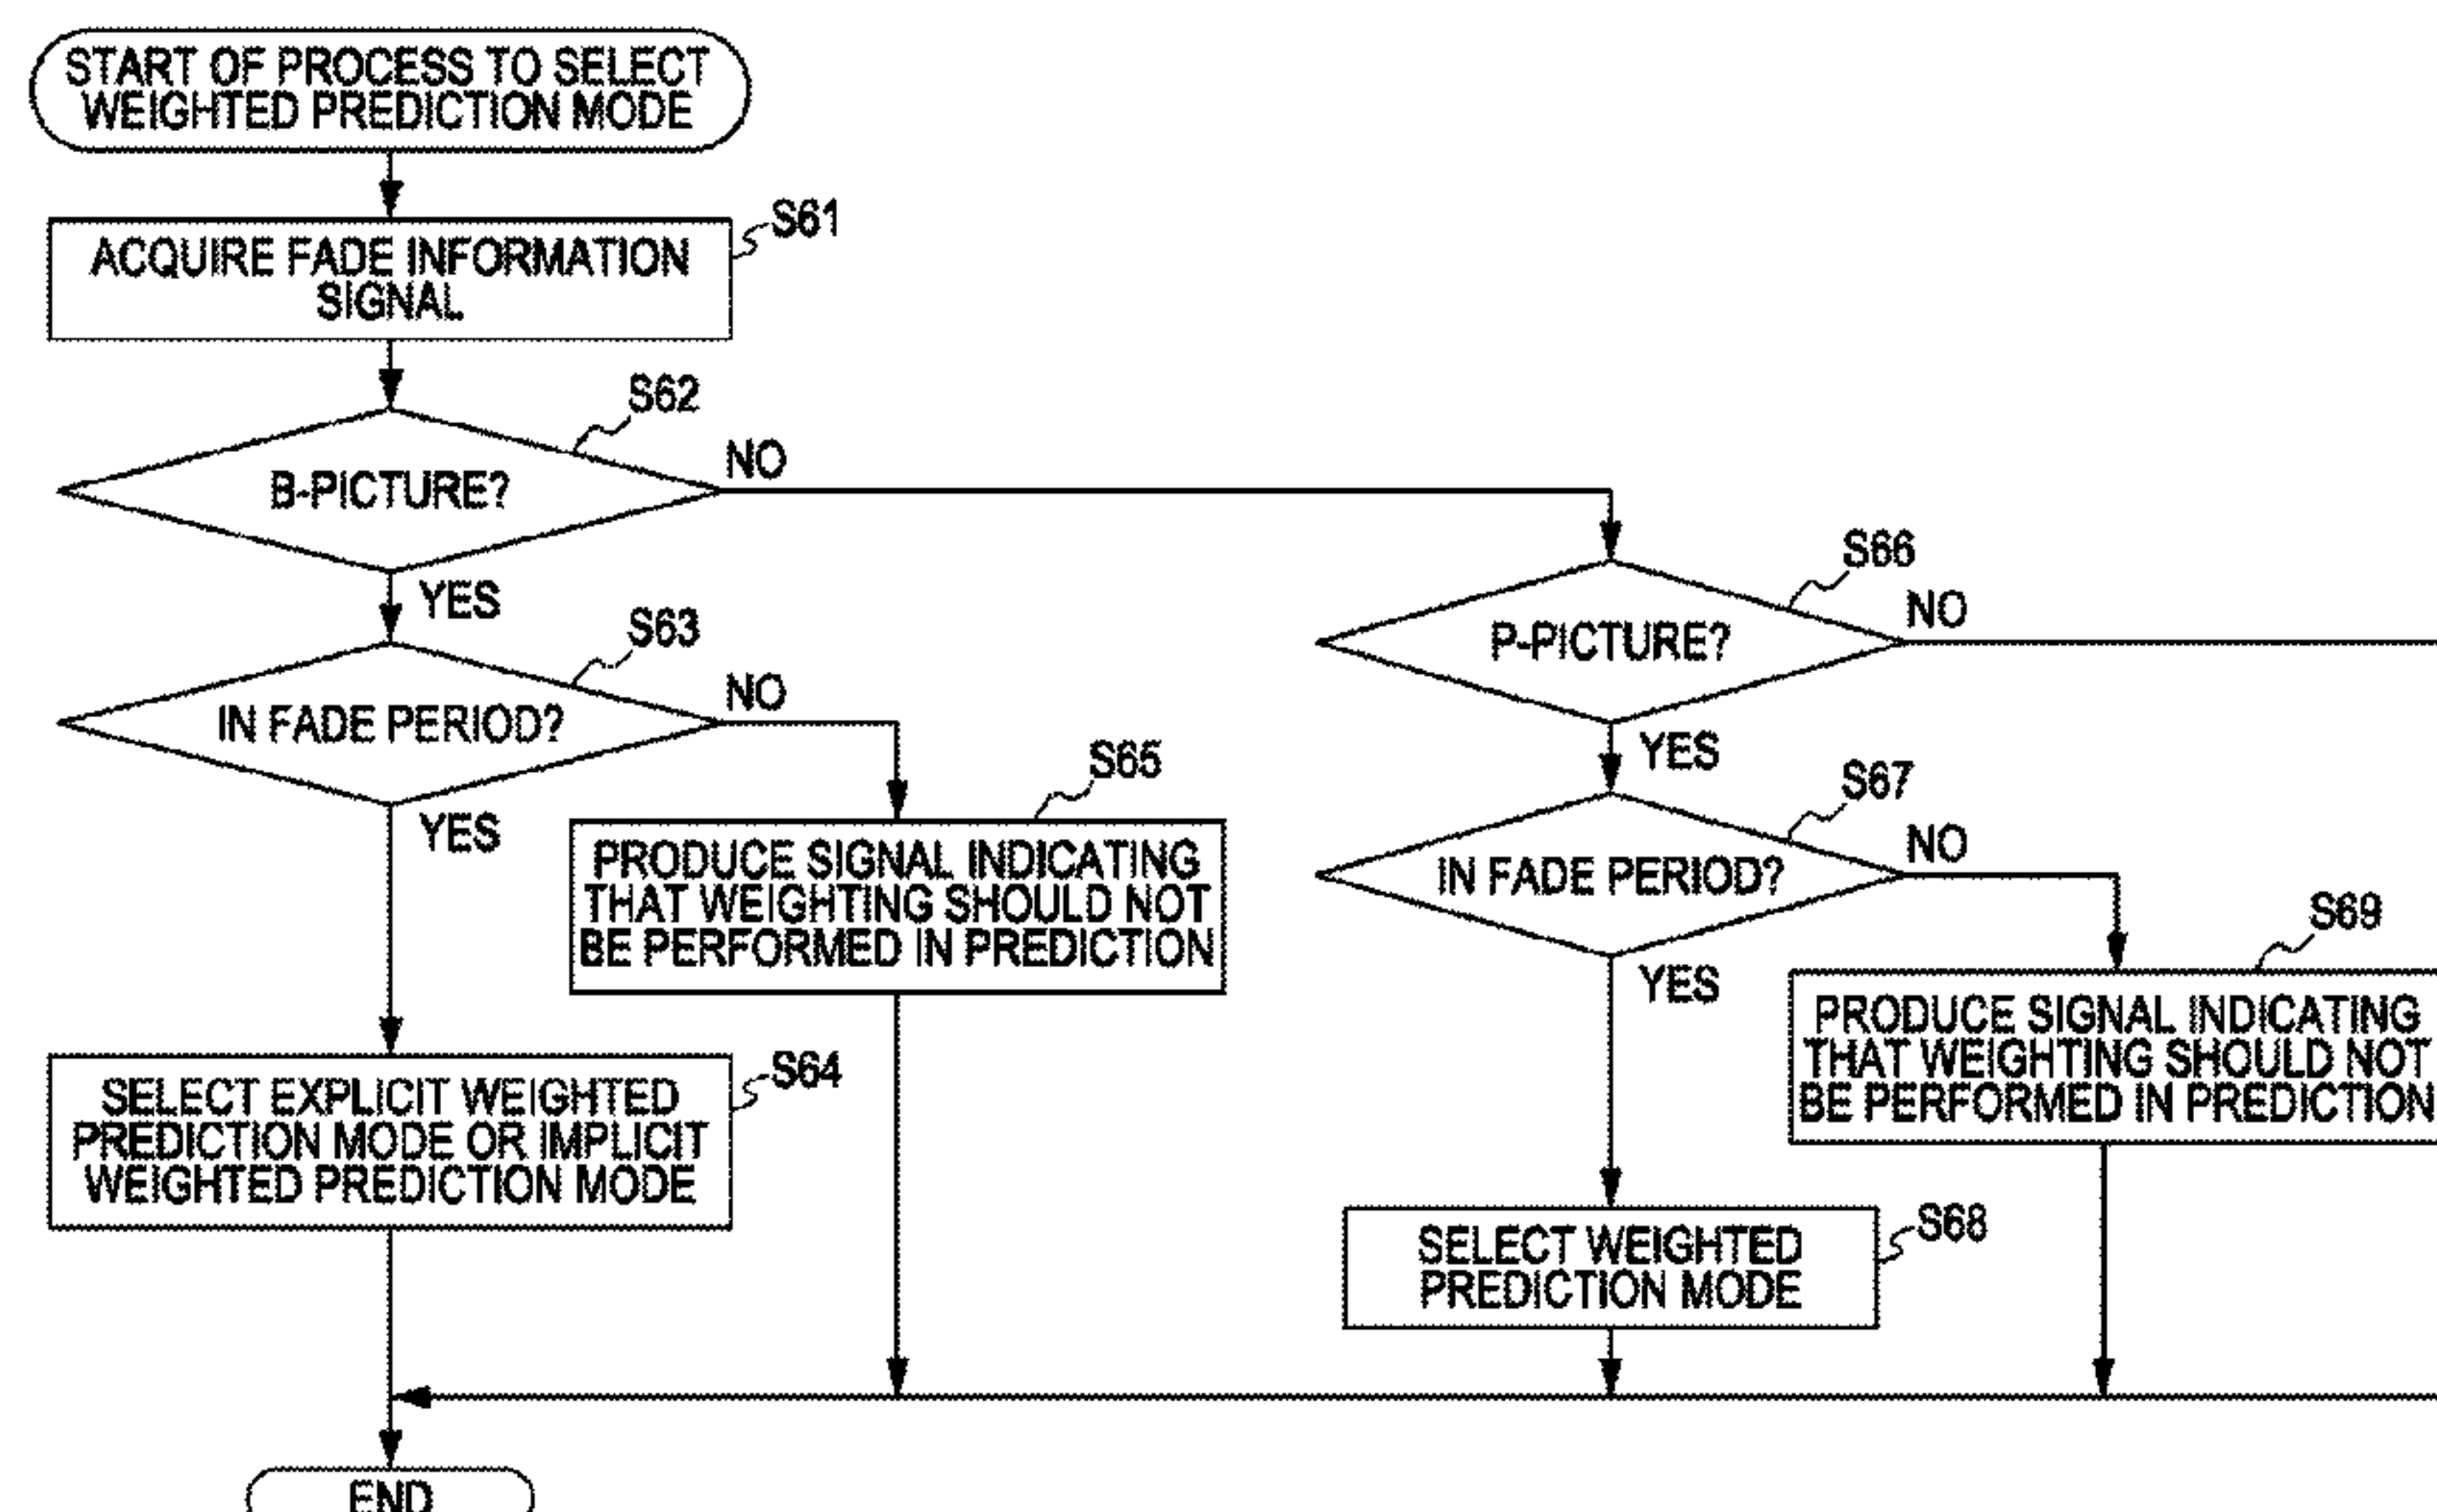 START OF PROCESS TO SELECT
WEIGHTED PREDICTION MODE
S61
ACQUIRE FADE INFORMATION
SIGNAL
S62
B-PICTURE?
NO
YES
S63
IN FADE PERIOD?
NO
YES
S65
PRODUCE SIGNAL INDICATING
THAT WEIGHTING SHOULD NOT
BE PERFORMED IN PREDICTION
S64
SELECT EXPLICIT WEIGHTED
PREDICTION MODE OR IMPLICIT
WEIGHTED PREDICTION MODE
S66
P-PICTURE?
NO
YES
S67
IN FADE PERIOD?
NO
YES
S69
PRODUCE SIGNAL INDICATING
THAT WEIGHTING SHOULD NOT
BE PERFORMED IN PREDICTION
S68
SELECT WEIGHTED
PREDICTION MODE
END